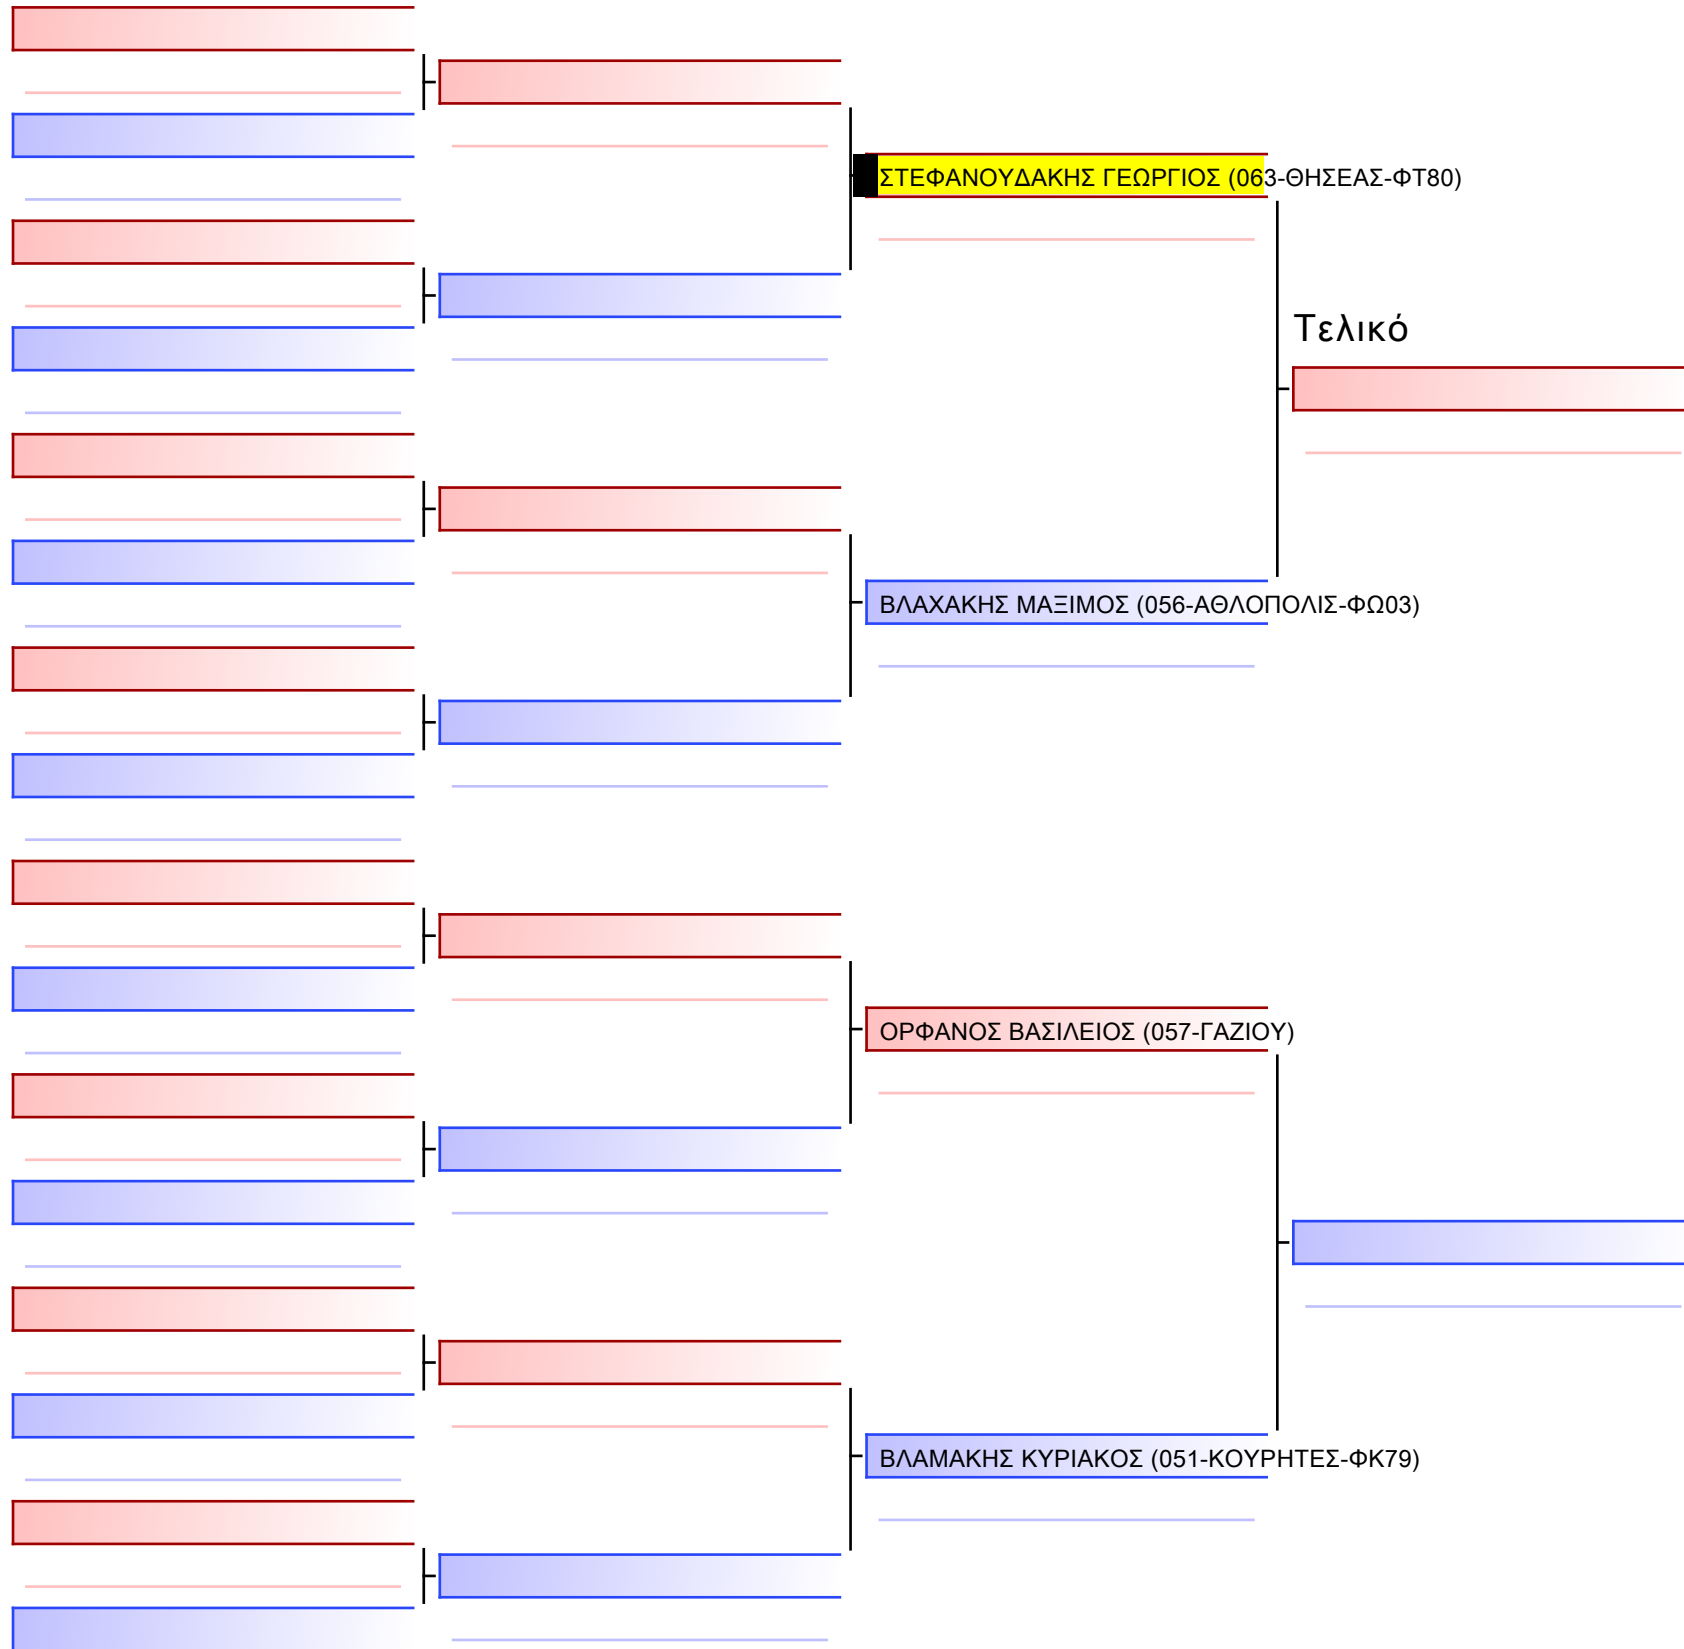 ΣΤΕΦΑΝΟΥΔΑΚΗΣ ΓΕΩΡΓΙΟΣ (063-ΘΗΣΕΑΣ-ΦΤ80)
Τελικό
ΒΛΑΧΑΚΗΣ ΜΑΞΙΜΟΣ (056-ΑΘΛΟΠΟΛΙΣ-ΦΩ03)
ΟΡΦΑΝΟΣ ΒΑΣΙΛΕΙΟΣ (057-ΓΑΖΙΟΥ)
ΒΛΑΜΑΚΗΣ ΚΥΡΙΑΚΟΣ (051-ΚΟΥΡΗΤΕΣ-ΦΚ79)